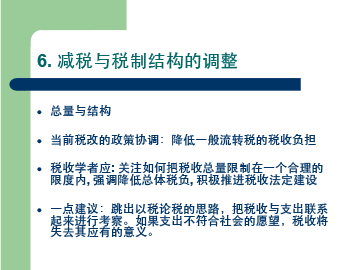 6. 减税与税制结构的调整
总量与结构
当前税改的政策协调：降低一般流转税的税收负担
税收学者应: 关注如何把税收总量限制在一个合理的
限度内, 强调降低总体税负, 积极推进税收法定建设
一点建议：跳出以税论税的思路，把税收与支出联系
起来进行考察。如果支出不符合社会的愿望，税收将
失去其应有的意义。